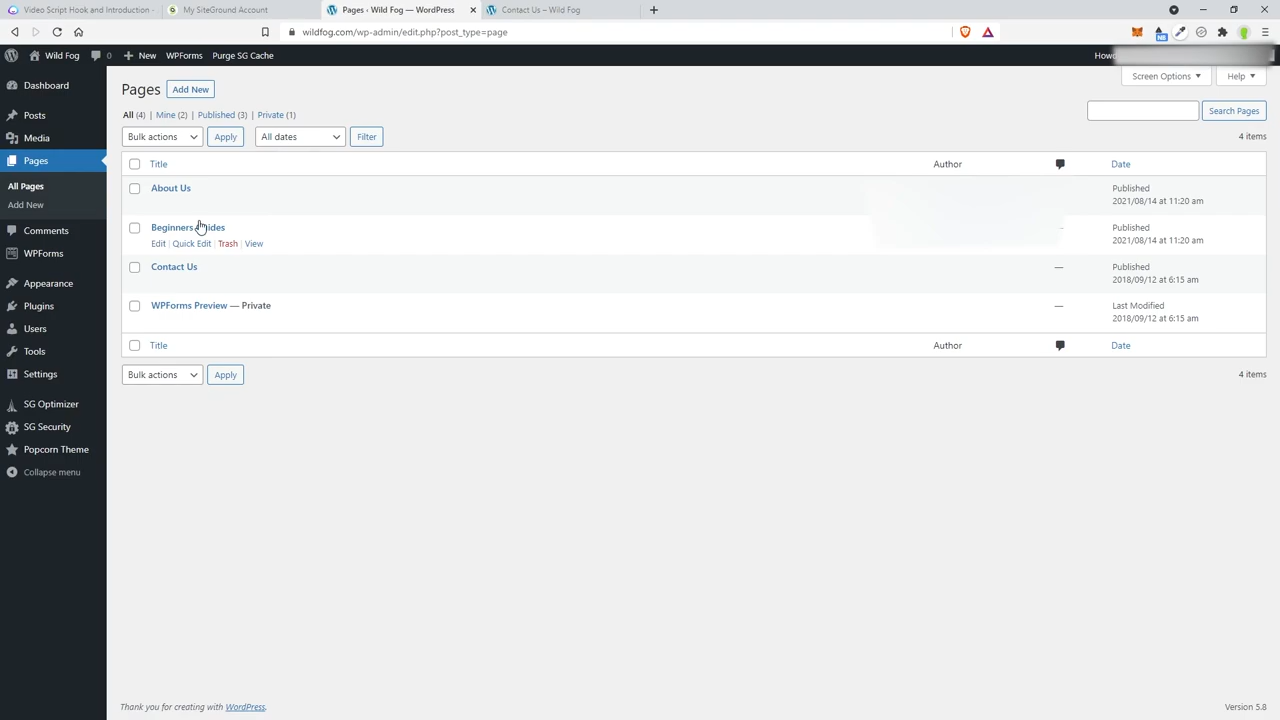 Video Script Hook and Introduction
My SiteGround Account
Pages ‹ Wild Fog — WordPress
Contact Us – Wild Fog
wildfog.com/wp-admin/edit.php?post_type=page
Wild Fog
0
New
WPForms
Purge SG Cache
Screen Options
Help
Dashboard
Posts
Media
Pages
All Pages
Add New
Comments
WPForms
Appearance
Plugins
Users
Tools
Settings
SG Optimizer
SG Security
Popcorn Theme
Collapse menu
Pages
Add New
All (4) | Mine (2) | Published (3) | Private (1)
Search Pages
Bulk actions
Apply
All dates
Filter
4 items
Title
Author
Date
About Us
Published
2021/08/14 at 11:20 am
Beginners
Edit | Quick Edit | Trash | View
Published
2021/08/14 at 11:20 am
Contact Us
—
Published
2018/09/12 at 6:15 am
WPForms Preview — Private
—
Last Modified
2018/09/12 at 6:15 am
Title
Author
Date
Bulk actions
Apply
4 items
Thank you for creating with WordPress.
Version 5.8